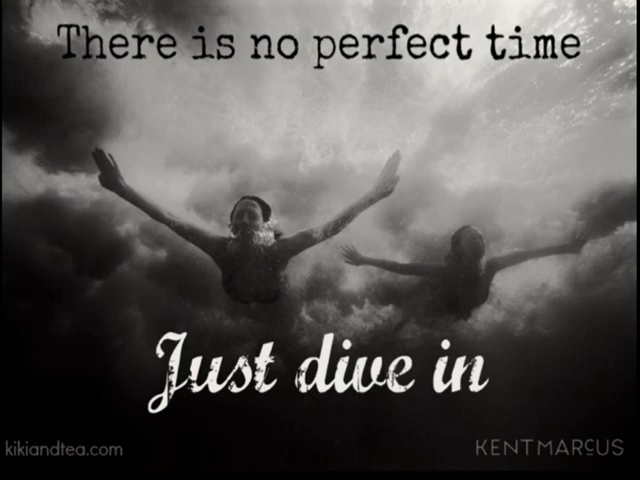 There is no perfect time
Just dive in
kikiandtea.com
KENTMARCUS